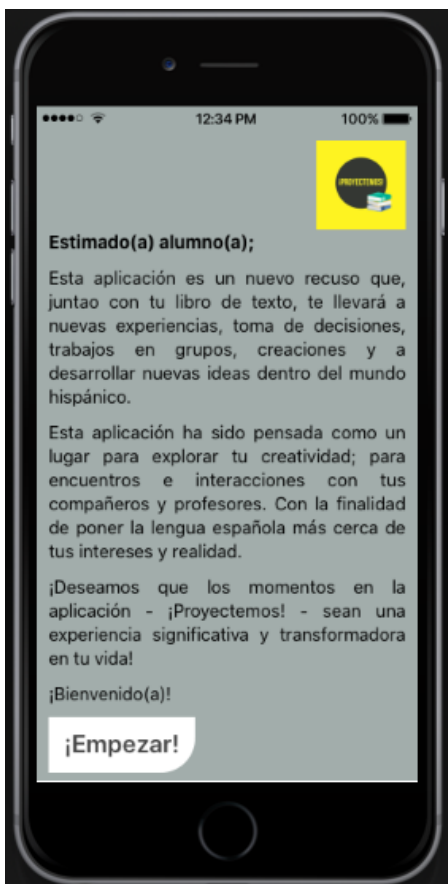 12:34 PM
100%
¡PROYECTEMOS!
Estimado(a) alumno(a);
Esta aplicación es un nuevo recuso que,
juntao con tu libro de texto, te llevará a
nuevas experiencias, toma de decisiones,
trabajos en grupos, creaciones y a
desarrollar nuevas ideas dentro del mundo
hispánico.
Esta aplicación ha sido pensada como un
lugar para explorar tu creatividad; para
encuentros e interacciones con tus
compañeros y profesores. Con la finalidad
de poner la lengua española más cerca de
tus intereses y realidad.
¡Deseamos que los momentos en la
aplicación - ¡Proyectemos! - sean una
experiencia significativa y transformadora
en tu vida!
¡Bienvenido(a)!
¡Empezar!